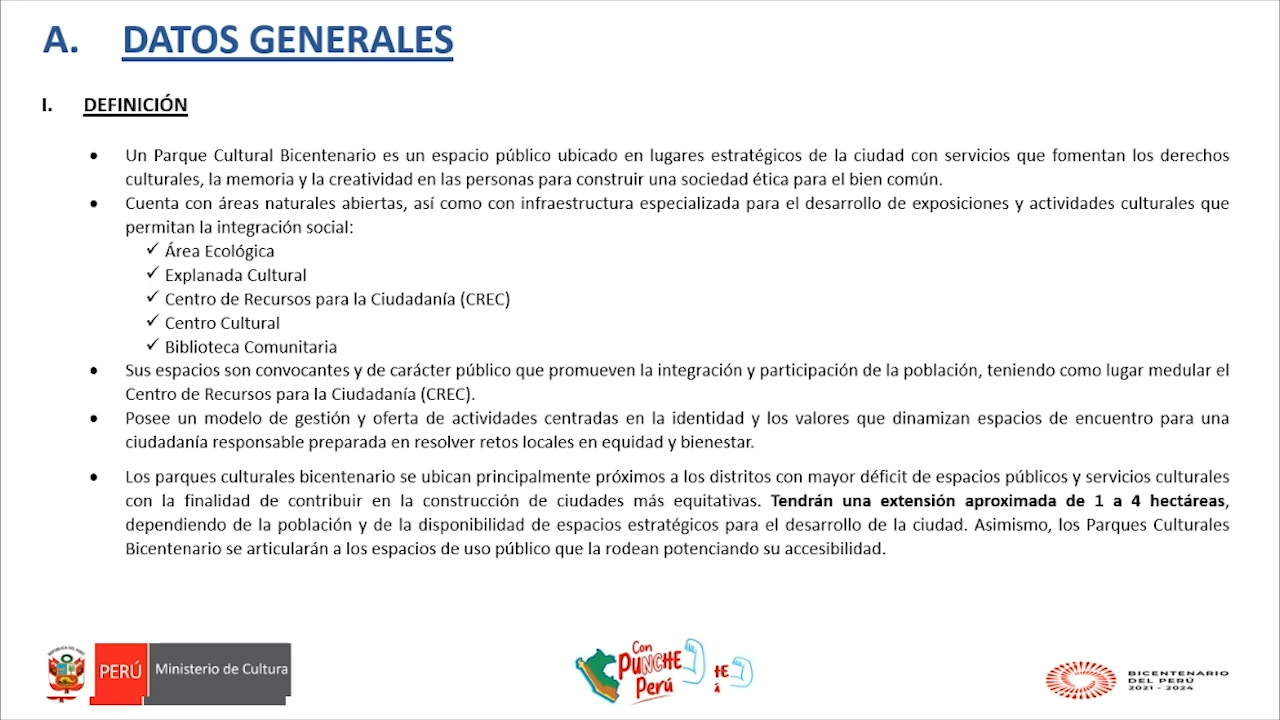 A. DATOS GENERALES
I. DEFINICIÓN
• Un Parque Cultural Bicentenario es un espacio público ubicado en lugares estratégicos de la ciudad con servicios que fomentan los derechos
culturales, la memoria y la creatividad en las personas para construir una sociedad ética para el bien común.
• Cuenta con áreas naturales abiertas, así como con infraestructura especializada para el desarrollo de exposiciones y actividades culturales que
permitan la integración social:
✓ Área Ecológica
✓ Explanada Cultural
✓ Centro de Recursos para la Ciudadanía (CREC)
✓ Centro Cultural
✓ Biblioteca Comunitaria
• Sus espacios son convocantes y de carácter público que promueven la integración y participación de la población, teniendo como lugar medular el
Centro de Recursos para la Ciudadanía (CREC).
• Posee un modelo de gestión y oferta de actividades centradas en la identidad y los valores que dinamizan espacios de encuentro para una
ciudadanía responsable preparada en resolver retos locales en equidad y bienestar.
• Los parques culturales bicentenario se ubican principalmente próximos a los distritos con mayor déficit de espacios públicos y servicios culturales
con la finalidad de contribuir en la construcción de ciudades más equitativas. Tendrán una extensión aproximada de 1 a 4 hectáreas,
dependiendo de la población y de la disponibilidad de espacios estratégicos para el desarrollo de la ciudad. Asimismo, los Parques Culturales
Bicentenario se articularán a los espacios de uso público que la rodean potenciando su accesibilidad.
PERÚ
Ministerio de Cultura
Con
PUNCHE
Perú
BICENTENARIO
DEL PERÚ
2021 - 2024